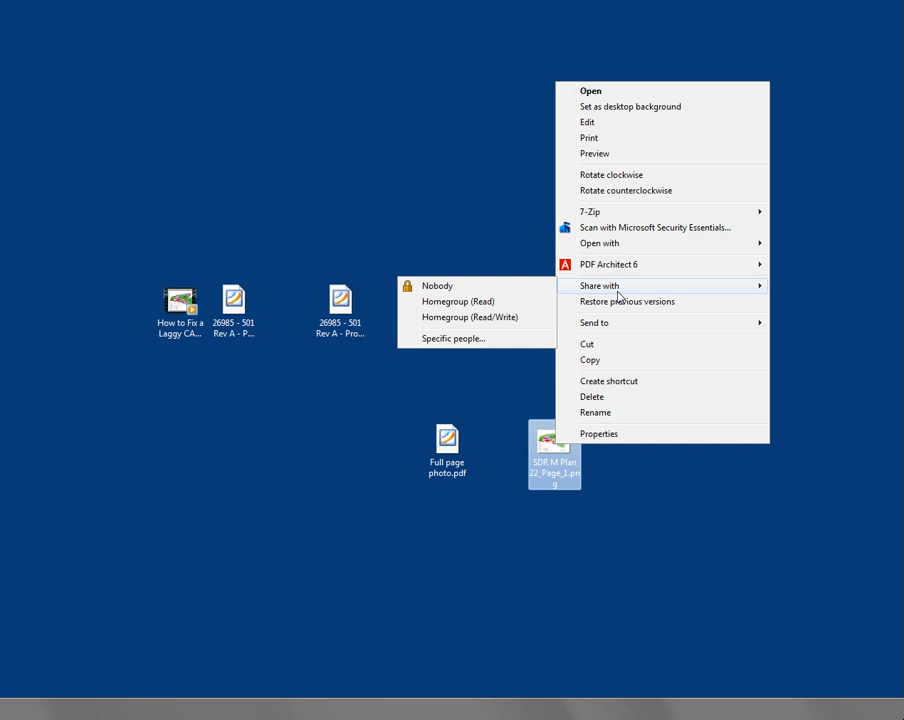 Open
Set as desktop background
Edit
Print
Preview
Rotate clockwise
Rotate counterclockwise
7-Zip
Scan with Microsoft Security Essentials...
Open with
PDF Architect 6
Share with
Restore previous versions
Send to
Cut
Copy
Create shortcut
Delete
Rename
Properties
Nobody
Homegroup (Read)
Homegroup (Read/Write)
Specific people...
How to Fix a
Laggy CA...
26985 - 501
Rev A - P...
26985 - 501
Rev A - Pro...
Full page
photo.pdf
SDR M Plan
22_Page_1.pn
g